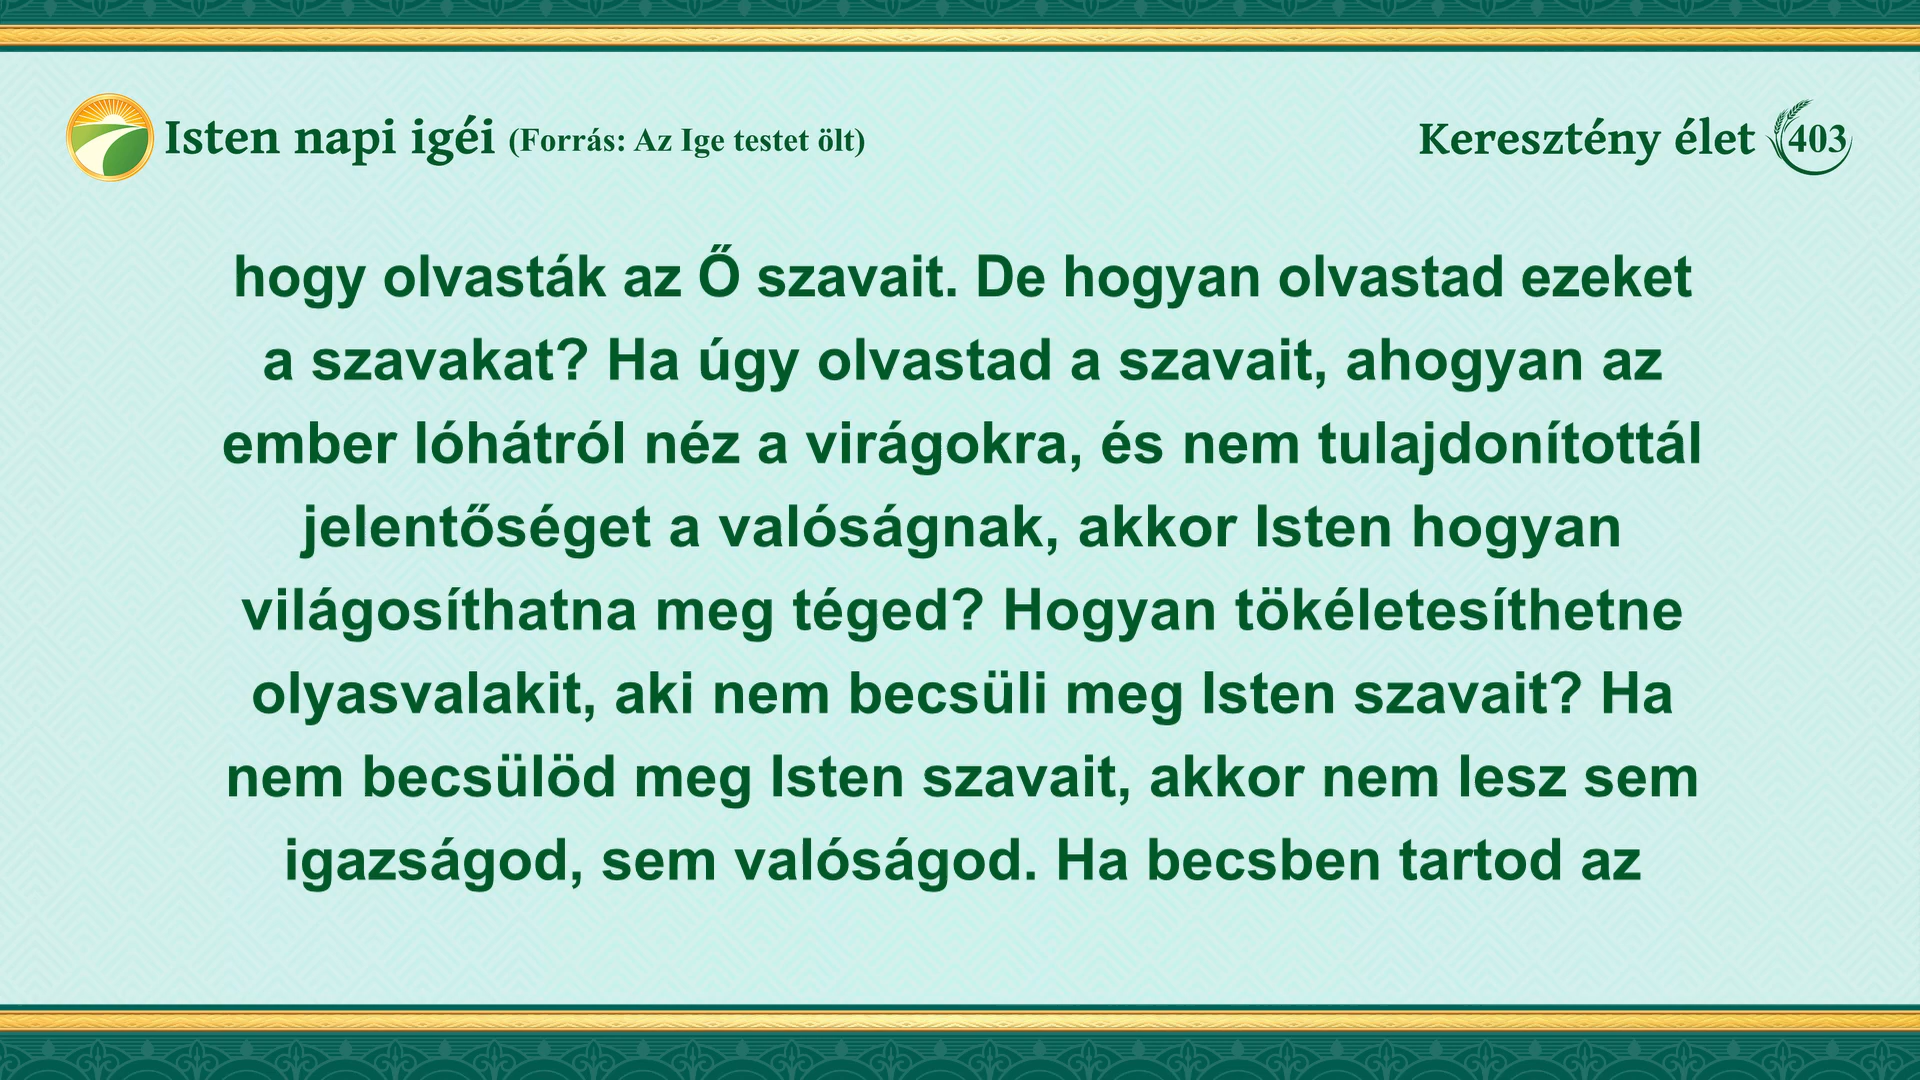 Isten napi igéi (Forrás: Az Ige testet ölt)
Keresztény élet 403
hogy olvasták az Ő szavait. De hogyan olvastad ezeket
a szavakat? Ha úgy olvastad a szavait, ahogyan az
ember lóhátról néz a virágokra, és nem tulajdonítottál
jelentőséget a valóságnak, akkor Isten hogyan
világosíthatna meg téged? Hogyan tökéletesíthetne
olyasvalakit, aki nem becsüli meg Isten szavait? Ha
nem becsülöd meg Isten szavait, akkor nem lesz sem
igazságod, sem valóságod. Ha becsben tartod az